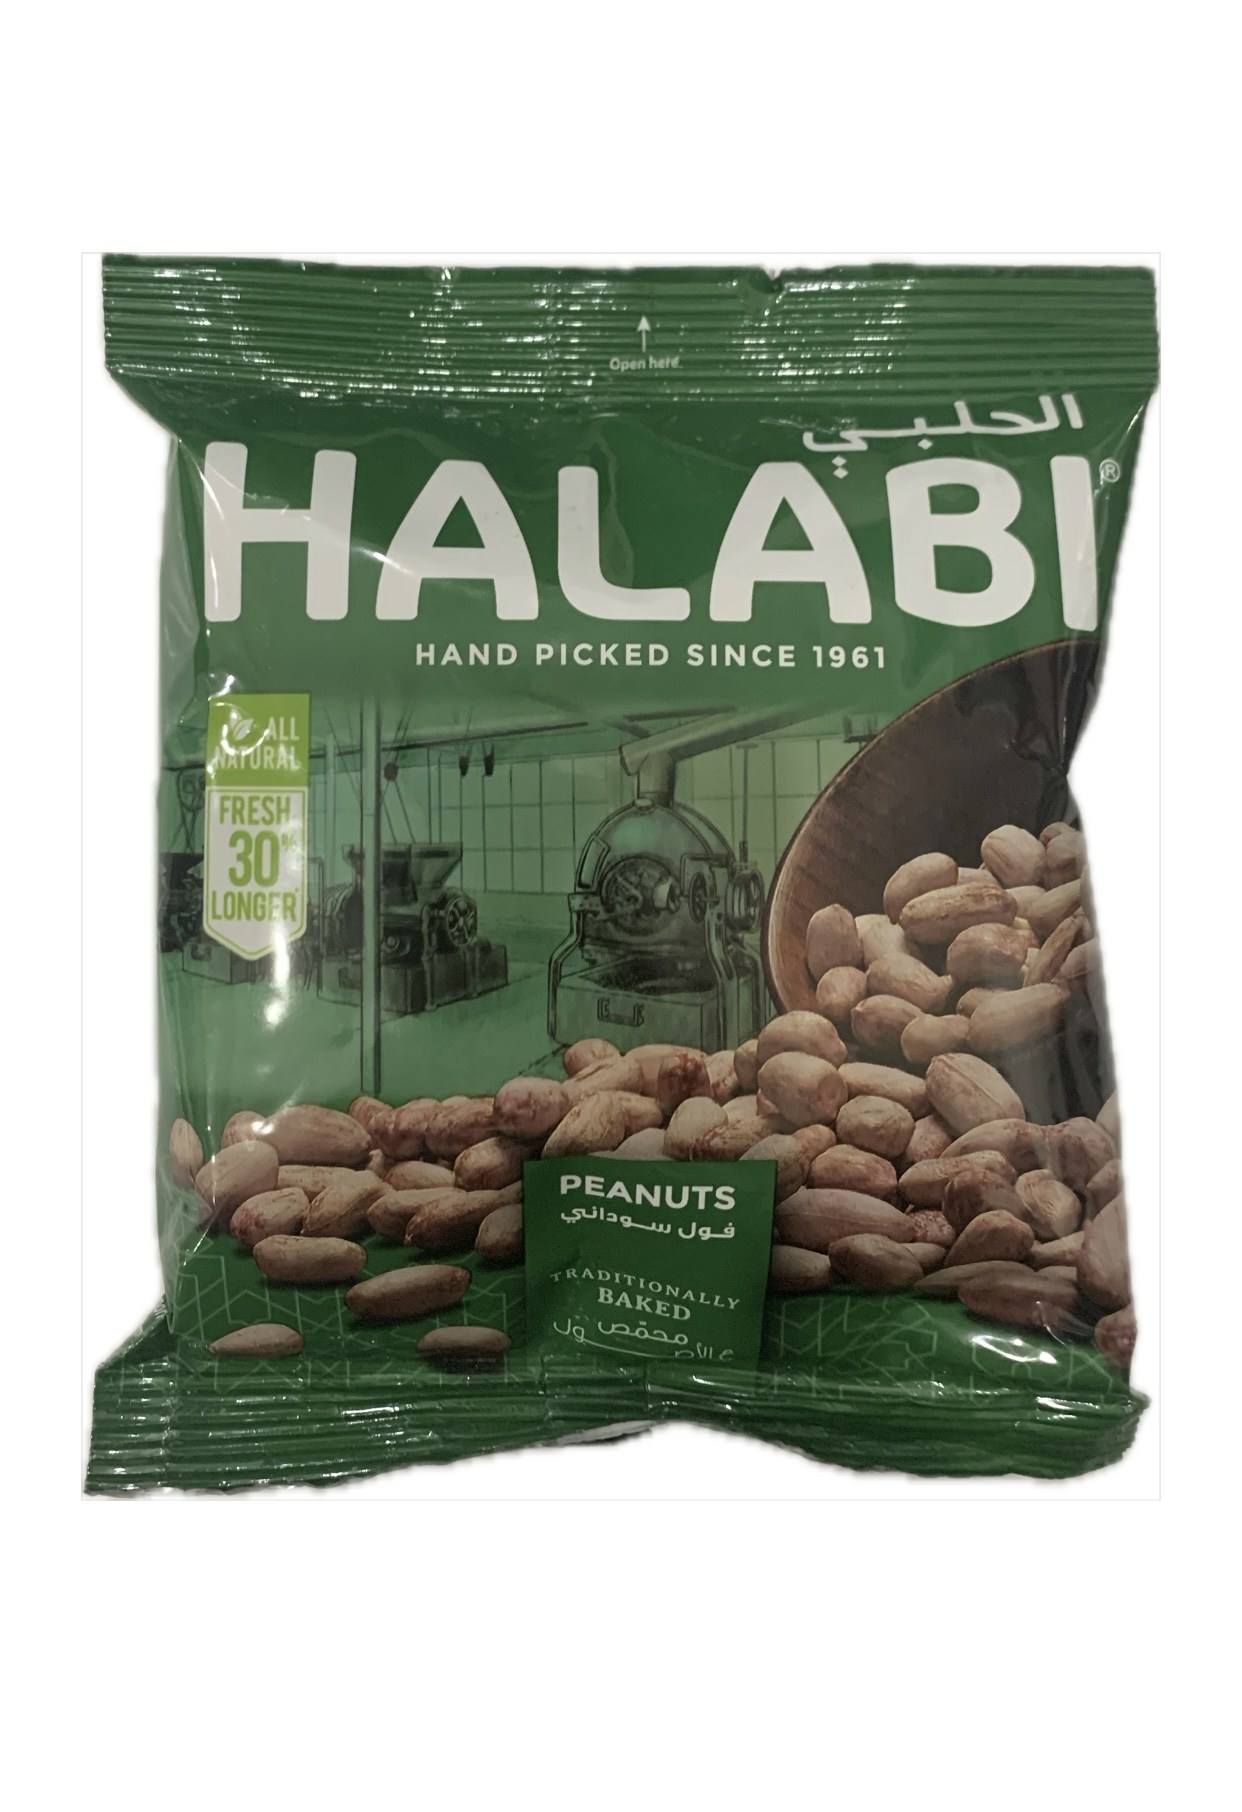 Open here
الحلبي
HALABI®
HAND PICKED SINCE 1961
ALL
NATURAL
FRESH
30%
LONGER*
PEANUTS
فول سوداني
TRADITIONALLY
BAKED
محمّص
ع الأصول